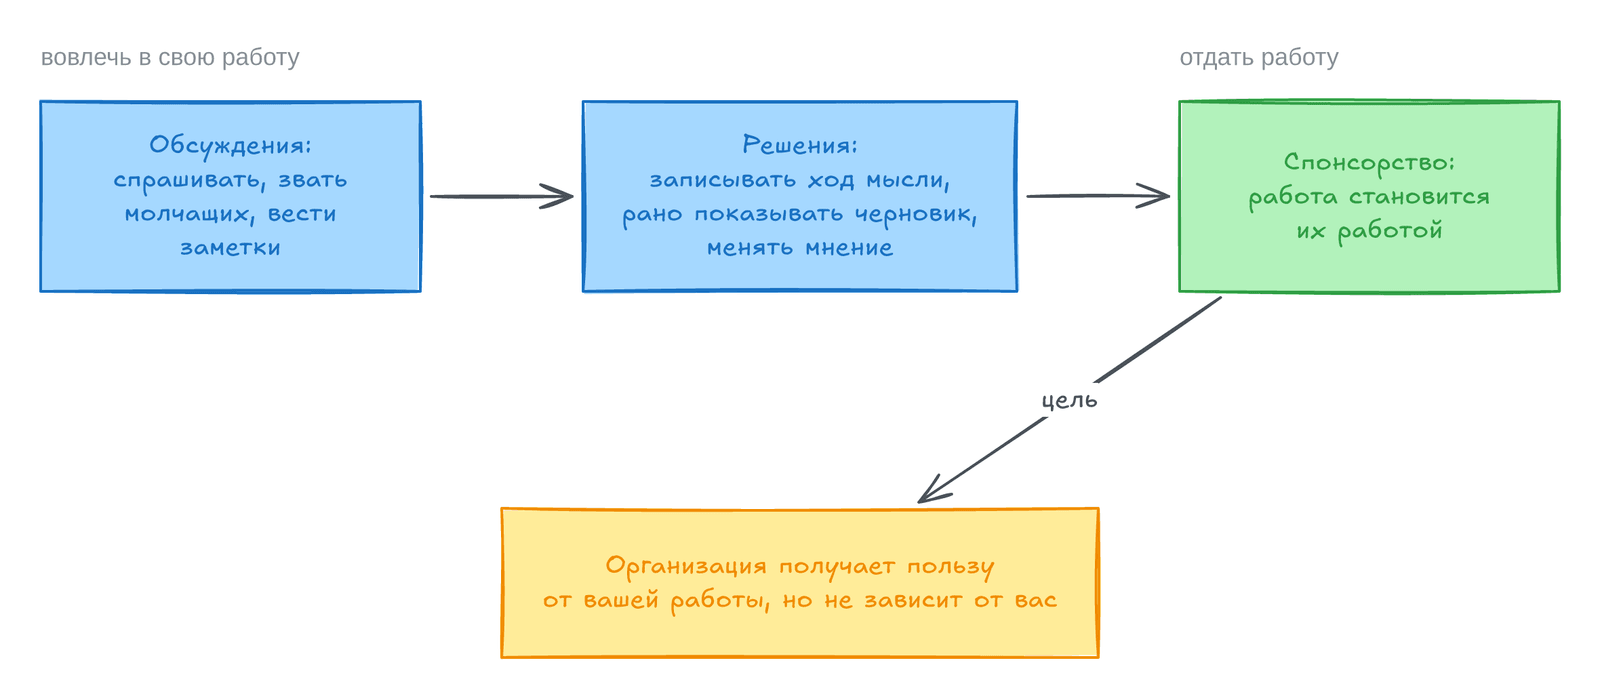 вовлечь в свою работу
отдать работу
Обсуждения:
спрашивать, звать
молчащих, вести
заметки
Решения:
записывать ход мысли,
рано показывать черновик,
менять мнение
Спонсорство:
работа становится
их работой
цель
Организация получает пользу
от вашей работы, но не зависит от вас